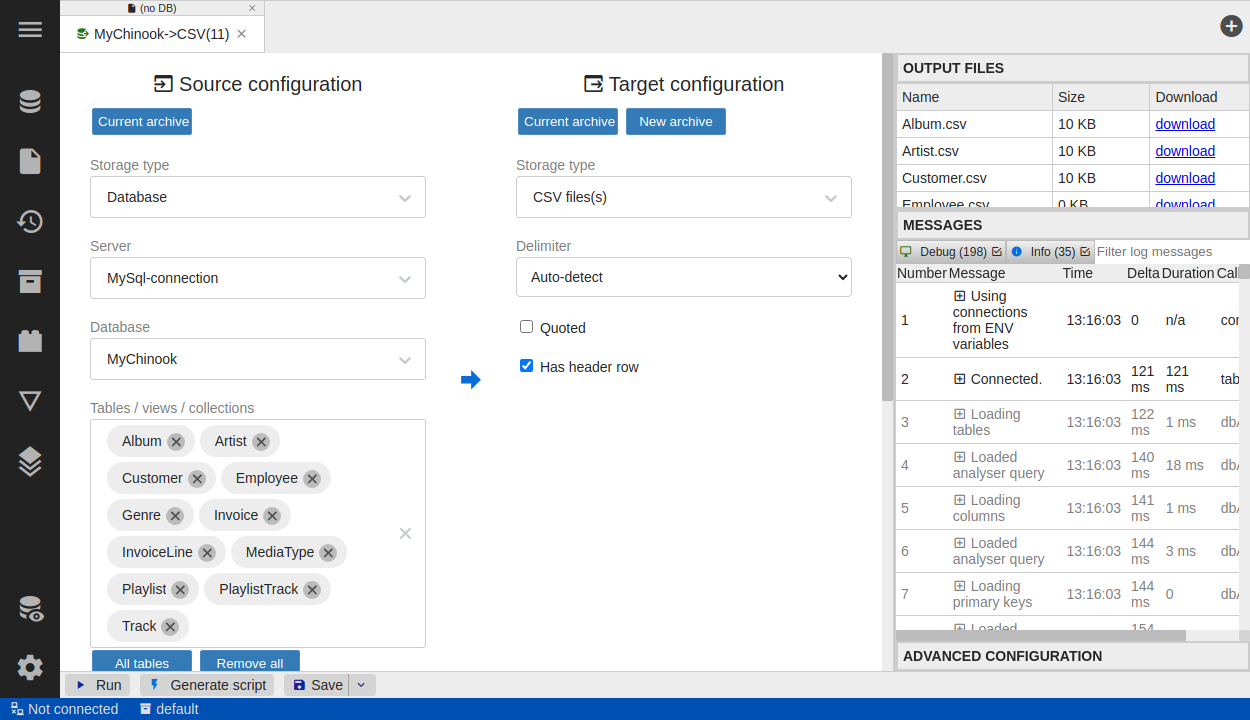 (no DB)
MyChinook->CSV(11)
Source configuration
Current archive
Storage type
Database
Server
MySql-connection
Database
MyChinook
Tables / views / collections
Album Artist
Customer Employee
Genre Invoice
InvoiceLine MediaType
Playlist PlaylistTrack
Track
All tables Remove all
Target configuration
Current archive New archive
Storage type
CSV files(s)
Delimiter
Auto-detect
Quoted
Has header row
OUTPUT FILES
Name Size Download
Album.csv 10 KB download
Artist.csv 10 KB download
Customer.csv 10 KB download
Employee.csv 0 KB download
MESSAGES
Debug (198) Info (35) Filter log messages
Number Message Time Delta Duration Cal
1 Using connections from ENV variables 13:16:03 0 n/a con
2 Connected. 13:16:03 121 ms 121 ms tab
3 Loading tables 13:16:03 122 ms 1 ms dbA
4 Loaded analyser query 13:16:03 140 ms 18 ms dbA
5 Loading columns 13:16:03 141 ms 1 ms dbA
6 Loaded analyser query 13:16:03 144 ms 3 ms dbA
7 Loading primary keys 13:16:03 144 ms 0 dbA
Loaded 154
ADVANCED CONFIGURATION
Run Generate script Save
Not connected default